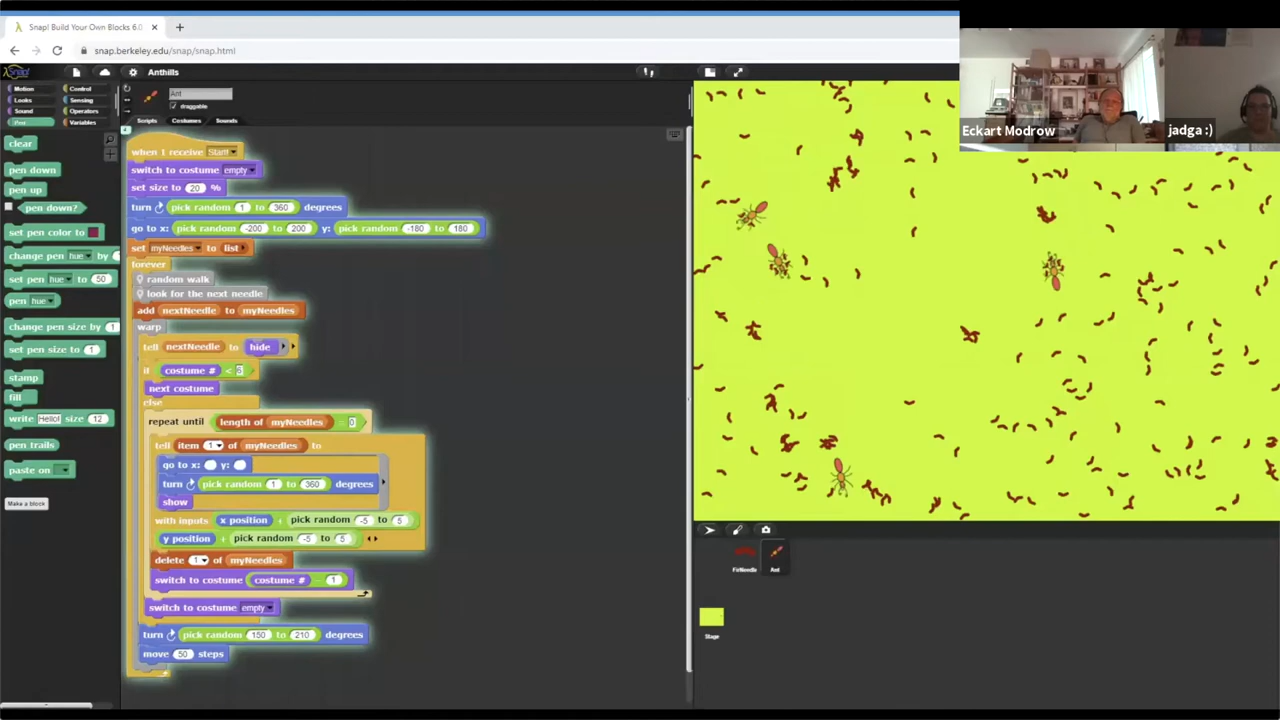 Snap! Build Your Own Blocks 6.0
snap.berkeley.edu/snap/snap.html
Snap! Anthills
Motion Control
Looks Sensing
Sound Operators
Pen Variables
Ant
draggable
Scripts Costumes Sounds
clear
pen down
pen up
pen down?
set pen color to
change pen hue by
set pen hue to 50
pen hue
change pen size by 1
set pen size to 1
stamp
fill
write Hello! size 12
pen trails
paste on
Make a block
when I receive Start!
switch to costume empty
set size to 20 %
turn pick random 1 to 360 degrees
go to x: pick random -200 to 200 y: pick random -180 to 180
set myNeedles to list
forever
random walk
look for the next needle
add nextNeedle to myNeedles
warp
tell nextNeedle to hide
if costume # < 6
next costume
else
repeat until length of myNeedles = 0
tell item 1 of myNeedles to
go to x: y:
turn pick random 1 to 360 degrees
show
with inputs x position + pick random -5 to 5
y position + pick random -5 to 5
delete 1 of myNeedles
switch to costume costume # - 1
switch to costume empty
turn pick random 150 to 210 degrees
move 50 steps
Eckart Modrow
jadga :)
FirNeedle Ant
Stage